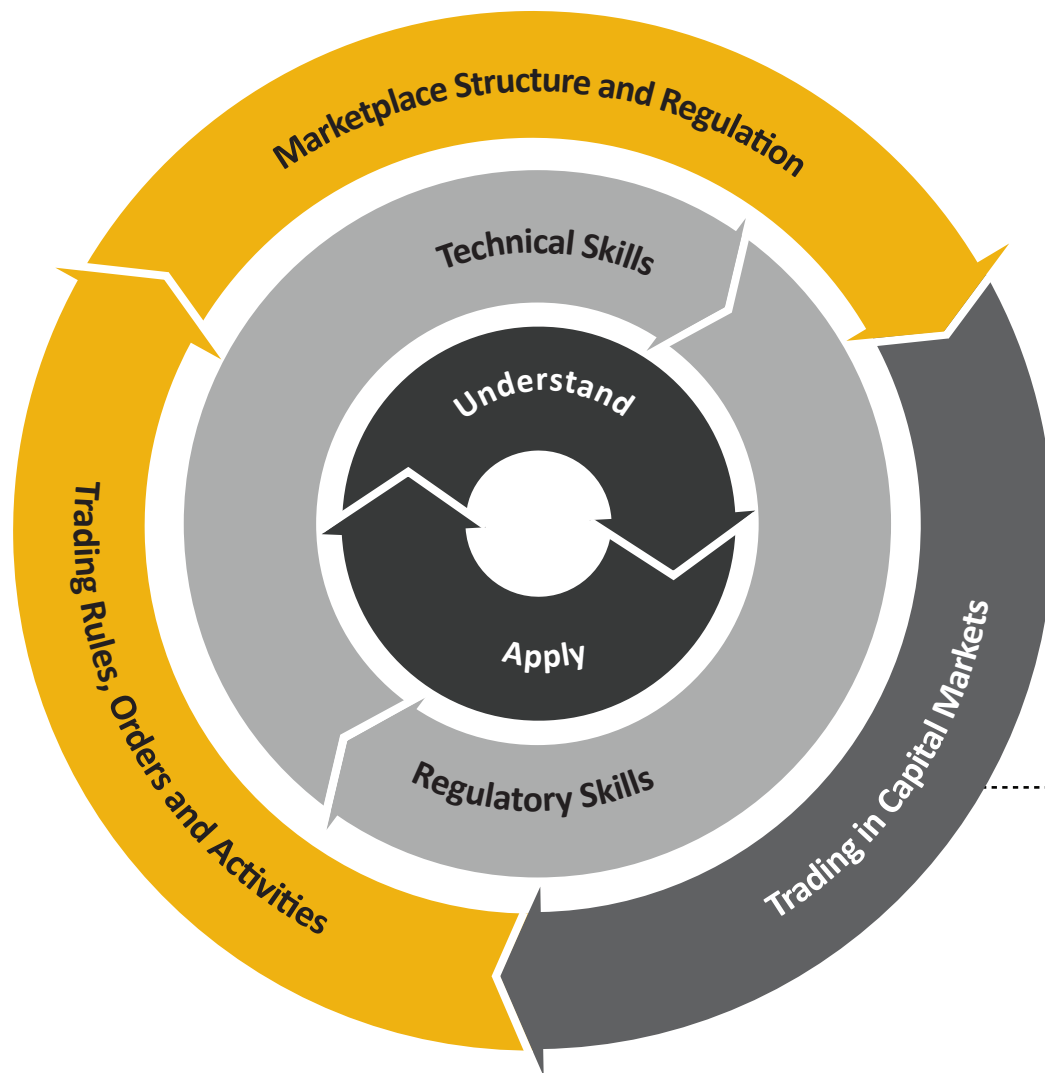 Marketplace Structure and Regulation
Technical Skills
Understand
Apply
Regulatory Skills
Trading in Capital Markets
Trading Rules, Orders and Activities